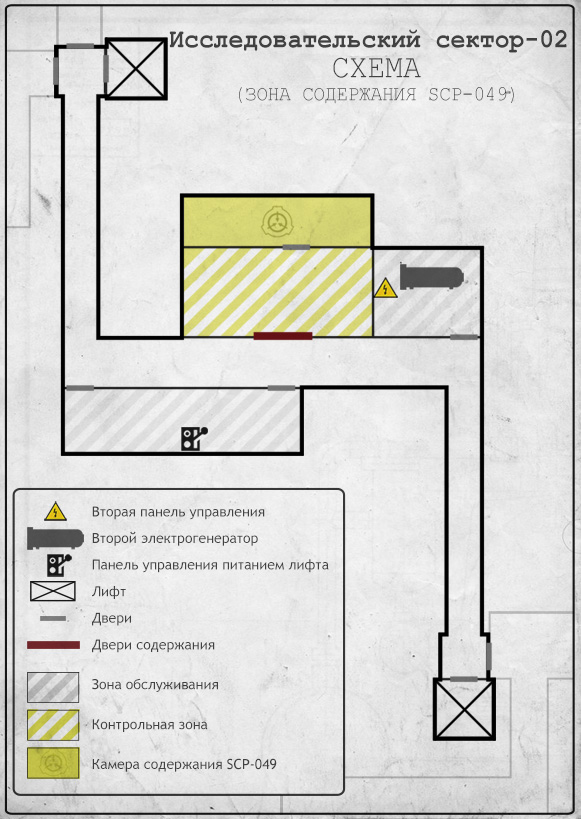 Исследовательский сектор-02
СХЕМА
(ЗОНА СОДЕРЖАНИЯ SCP-049)
Вторая панель управления
Второй электрогенератор
Панель управления питанием лифта
Лифт
Двери
Двери содержания
Зона обслуживания
Контрольная зона
Камера содержания SCP-049